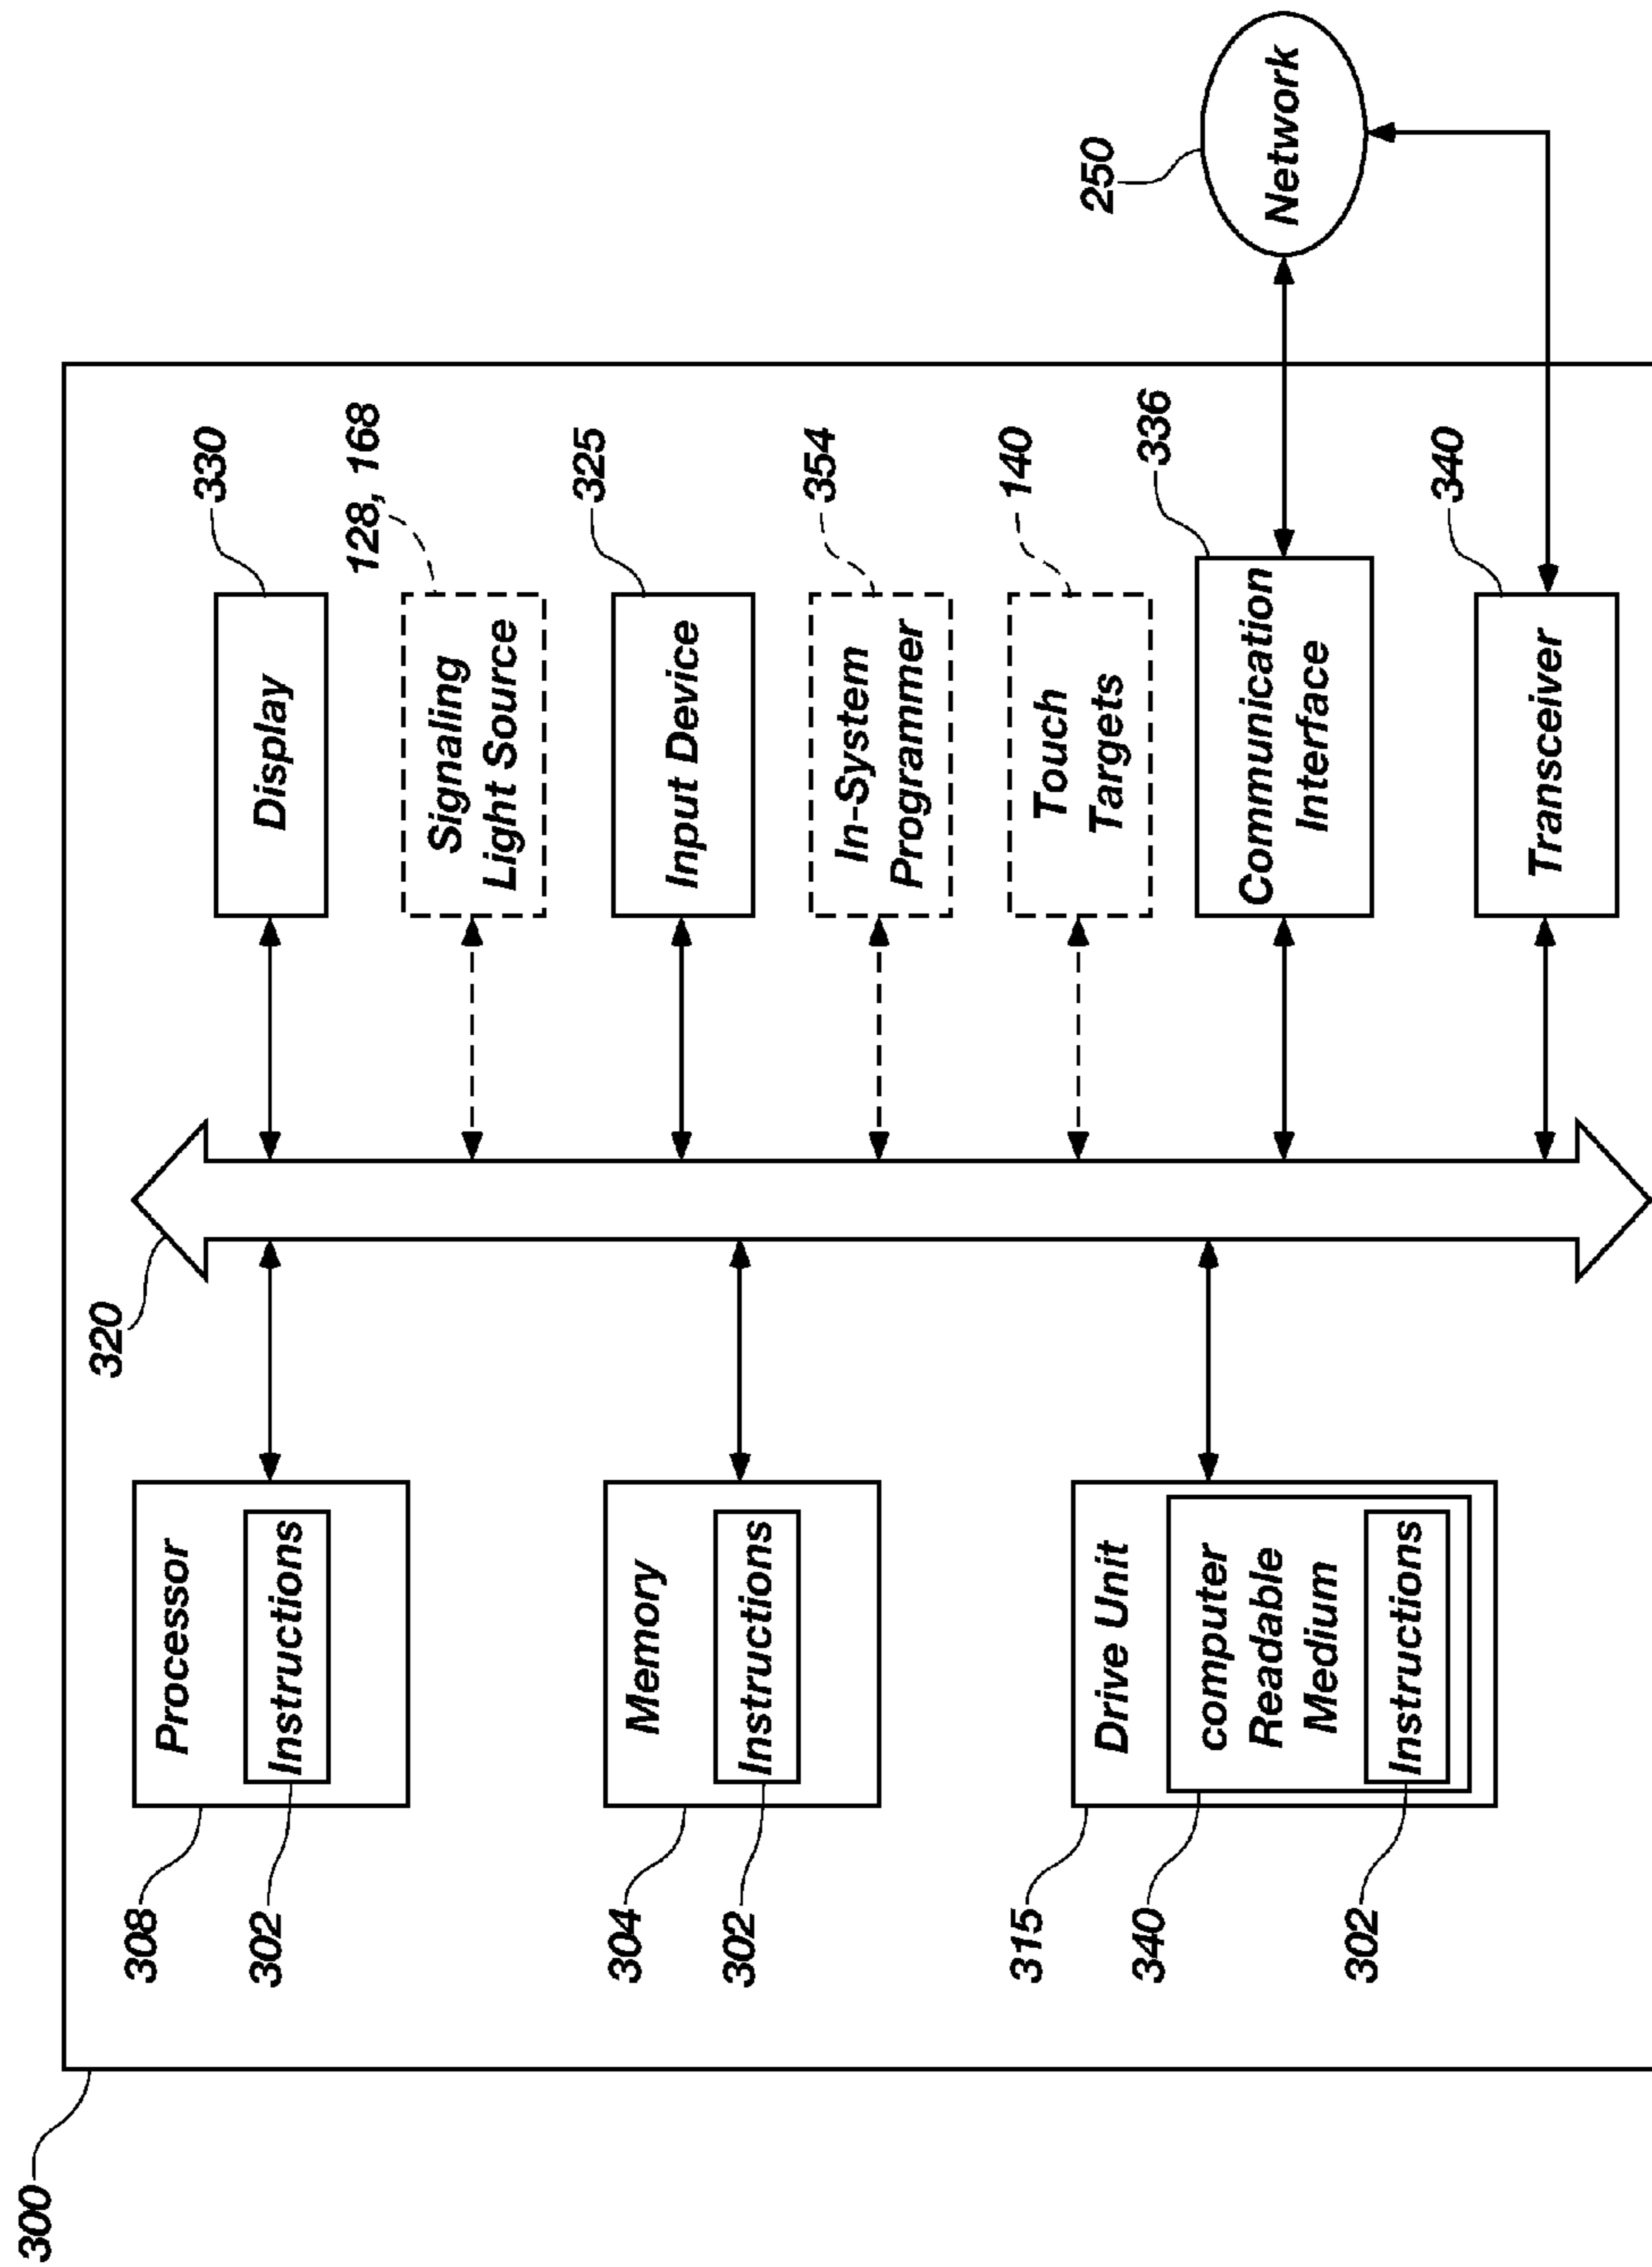 300
320
308
Processor
302
Instructions
304
Memory
302
Instructions
315
Drive Unit
340
computer
Readable
Medium
302
Instructions
Display
330
Signaling
Light Source
128, 168
Input Device
325
In-System
Programmer
354
Touch
Targets
140
Communication
Interface
336
Transceiver
340
250
Network